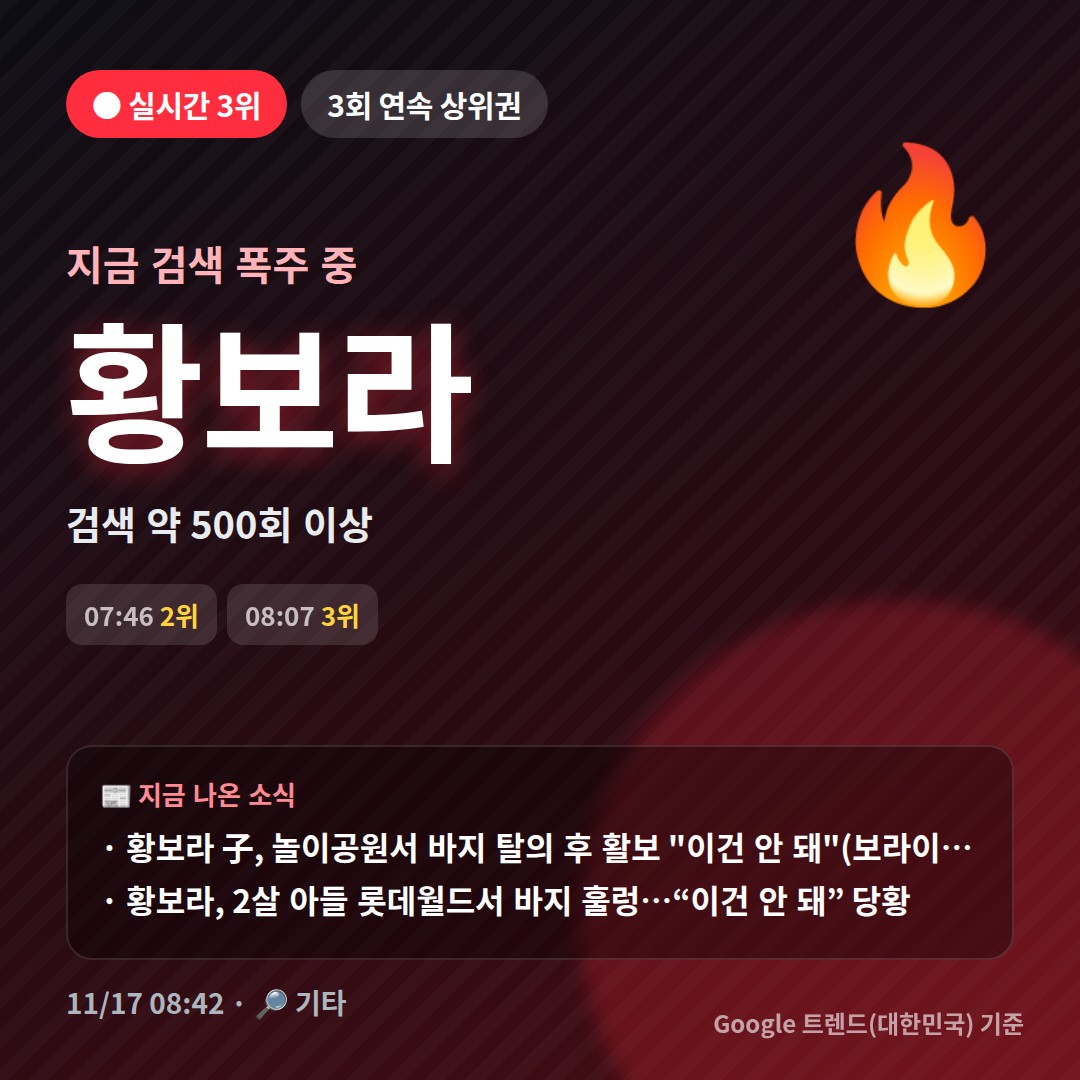 실시간 3위
3회 연속 상위권
지금 검색 폭주 중
황보라
검색 약 500회 이상
07:46 2위
08:07 3위
지금 나온 소식
· 황보라 子, 놀이공원서 바지 탈의 후 활보 "이건 안 돼"(보라이…
· 황보라, 2살 아들 롯데월드서 바지 훌렁…“이건 안 돼” 당황
11/17 08:42 · 🔎 기타
Google 트렌드(대한민국) 기준